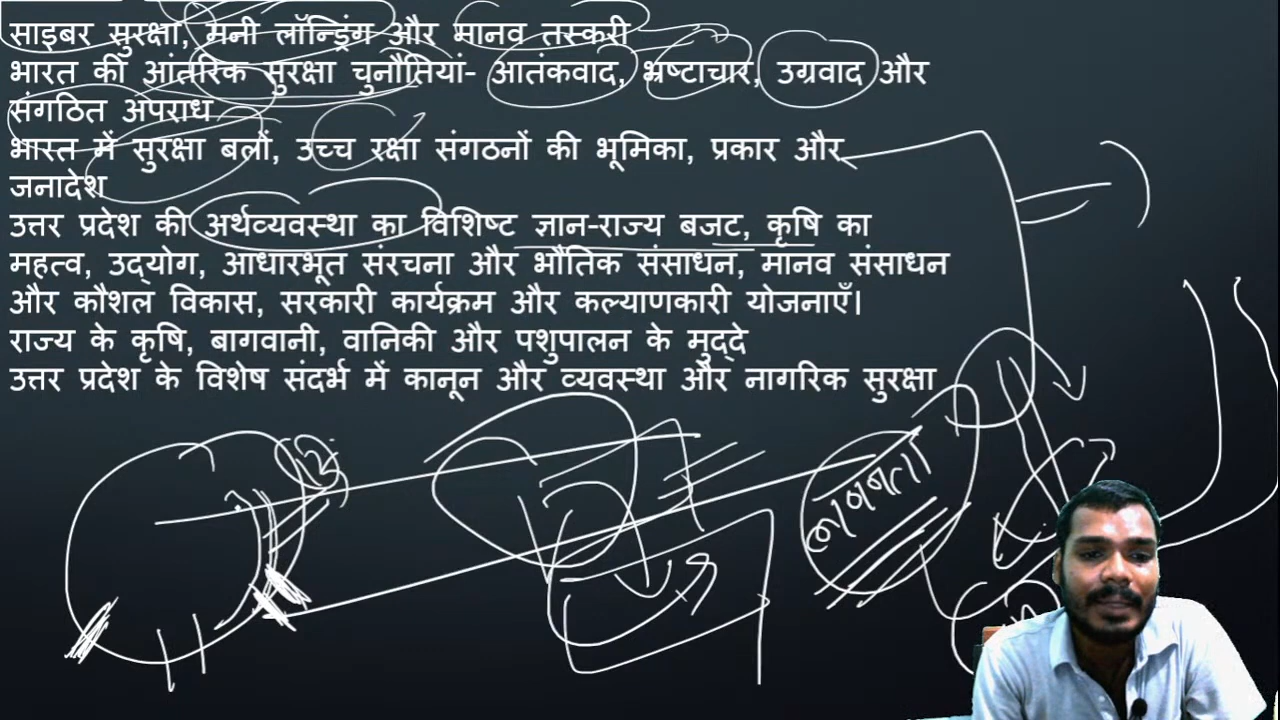 साइबर सुरक्षा, मनी लॉन्ड्रिंग और मानव तस्करी
भारत की आंतरिक सुरक्षा चुनौतियां- आतंकवाद, भ्रष्टाचार, उग्रवाद और
संगठित अपराध
भारत में सुरक्षा बलों, उच्च रक्षा संगठनों की भूमिका, प्रकार और
जनादेश
उत्तर प्रदेश की अर्थव्यवस्था का विशिष्ट ज्ञान-राज्य बजट, कृषि का
महत्व, उद्योग, आधारभूत संरचना और भौतिक संसाधन, मानव संसाधन
और कौशल विकास, सरकारी कार्यक्रम और कल्याणकारी योजनाएँ।
राज्य के कृषि, बागवानी, वानिकी और पशुपालन के मुद्दे
उत्तर प्रदेश के विशेष संदर्भ में कानून और व्यवस्था और नागरिक सुरक्षा